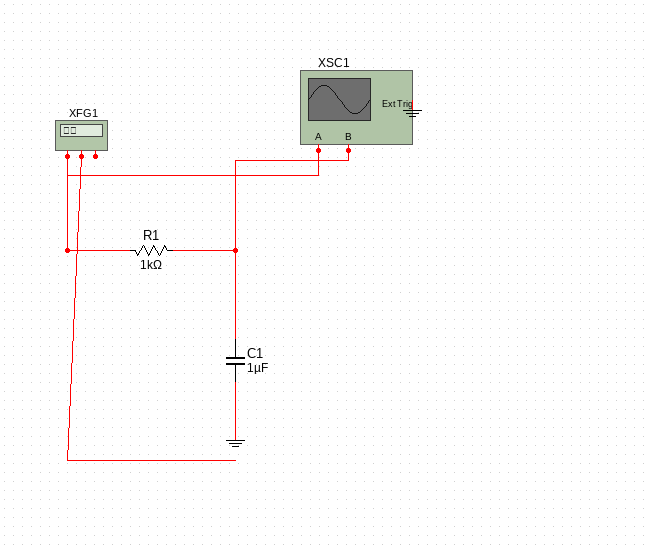 XSC1
XFG1
Ext Trig
A
B
R1
1kΩ
C1
1µF